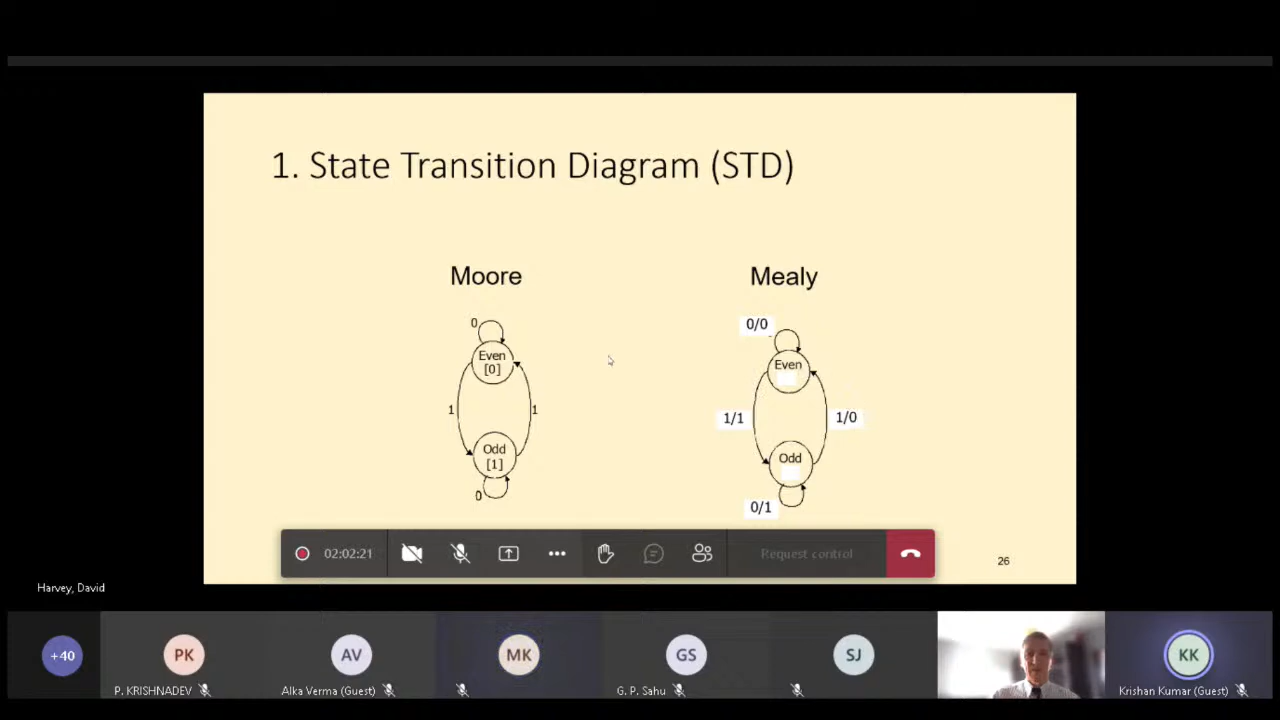 1. State Transition Diagram (STD)
Moore
Mealy
0
0/0
Even
[0]
Even
1
1
1/1
1/0
Odd
[1]
Odd
0
0/1
02:02:21
Request control
26
Harvey, David
+40
PK
AV
MK
GS
SJ
KK
P. KRISHNADEV
Alka Verma (Guest)
G. P. Sahu
Krishan Kumar (Guest)